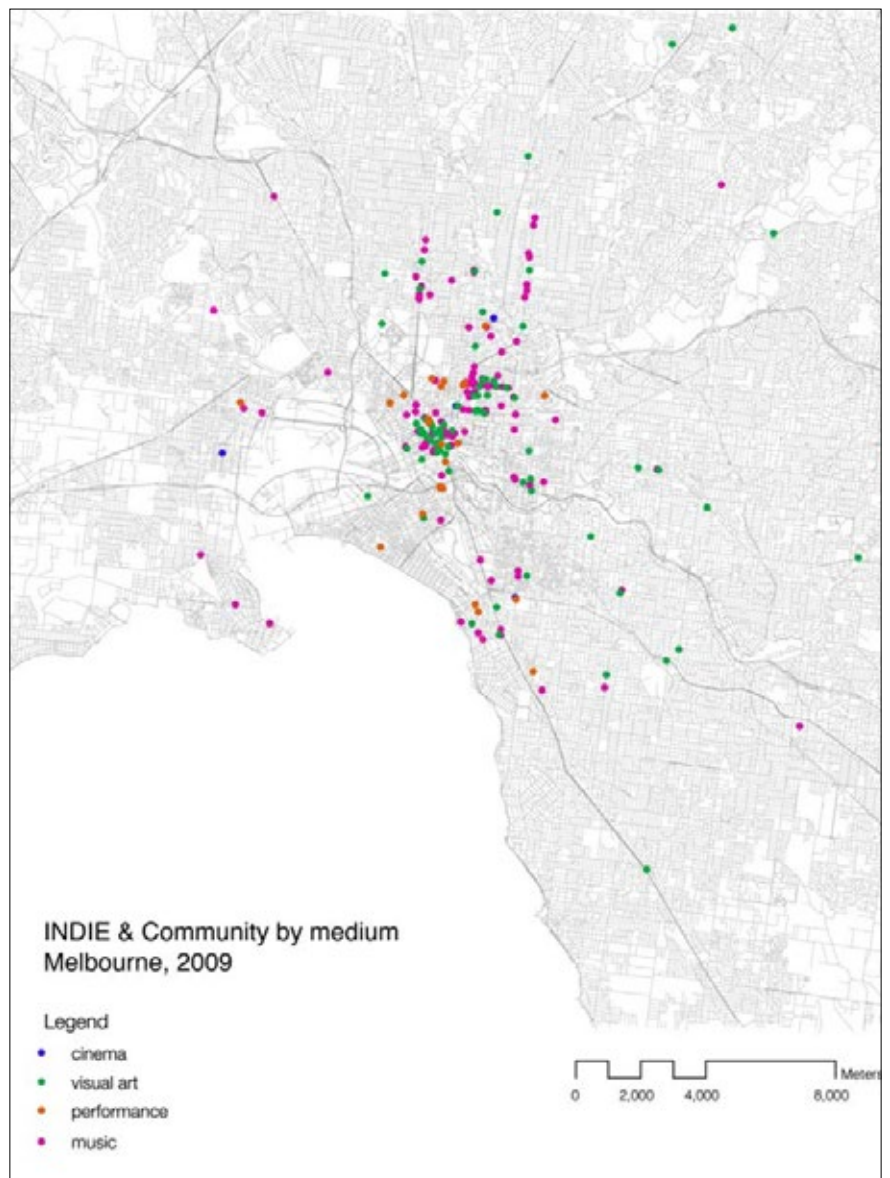 INDIE & Community by medium
Melbourne, 2009
Legend
cinema
visual art
performance
music
Meters
0 2,000 4,000 8,000